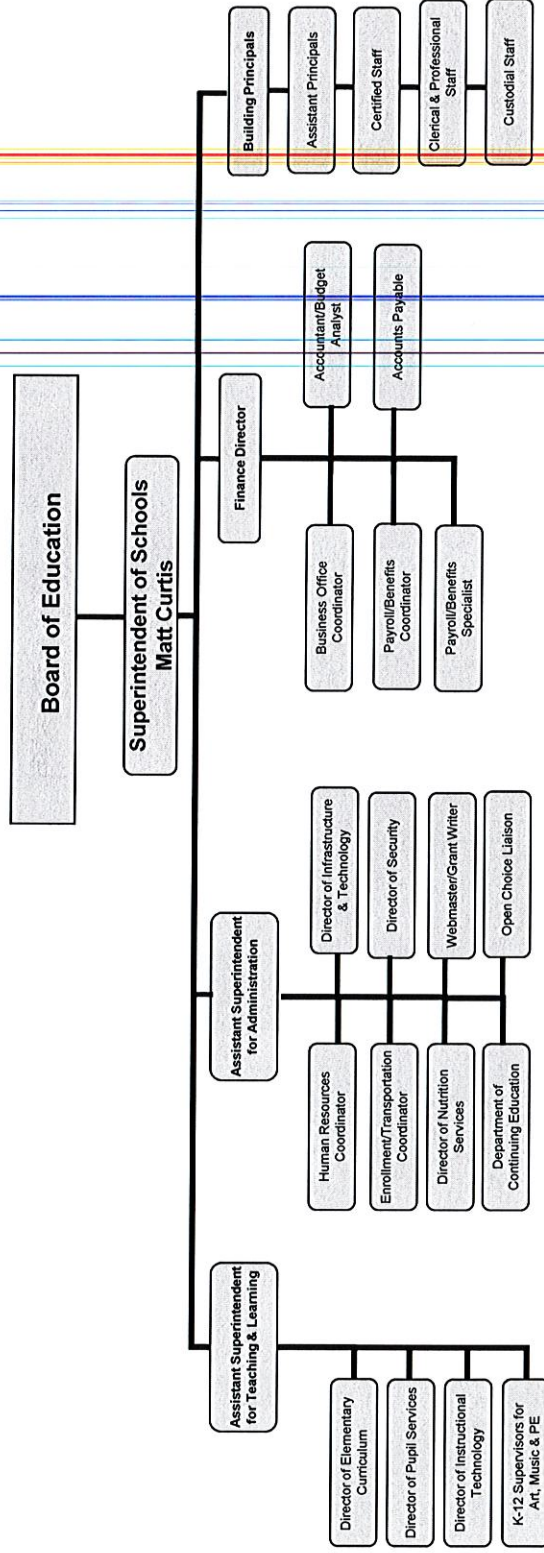 Board of Education
Superintendent of Schools
Matt Curtis
Assistant Superintendent
for Teaching & Learning
Director of Elementary
Curriculum
Director of Pupil Services
Director of Instructional
Technology
K-12 Supervisors for
Art, Music & PE
Assistant Superintendent
for Administration
Human Resources
Coordinator
Director of Infrastructure
& Technology
Enrollment/Transportation
Coordinator
Director of Security
Director of Nutrition
Services
Webmaster/Grant Writer
Department of
Continuing Education
Open Choice Liaison
Finance Director
Business Office
Coordinator
Accountant/Budget
Analyst
Payroll/Benefits
Coordinator
Accounts Payable
Payroll/Benefits
Specialist
Building Principals
Assistant Principals
Certified Staff
Clerical & Professional
Staff
Custodial Staff